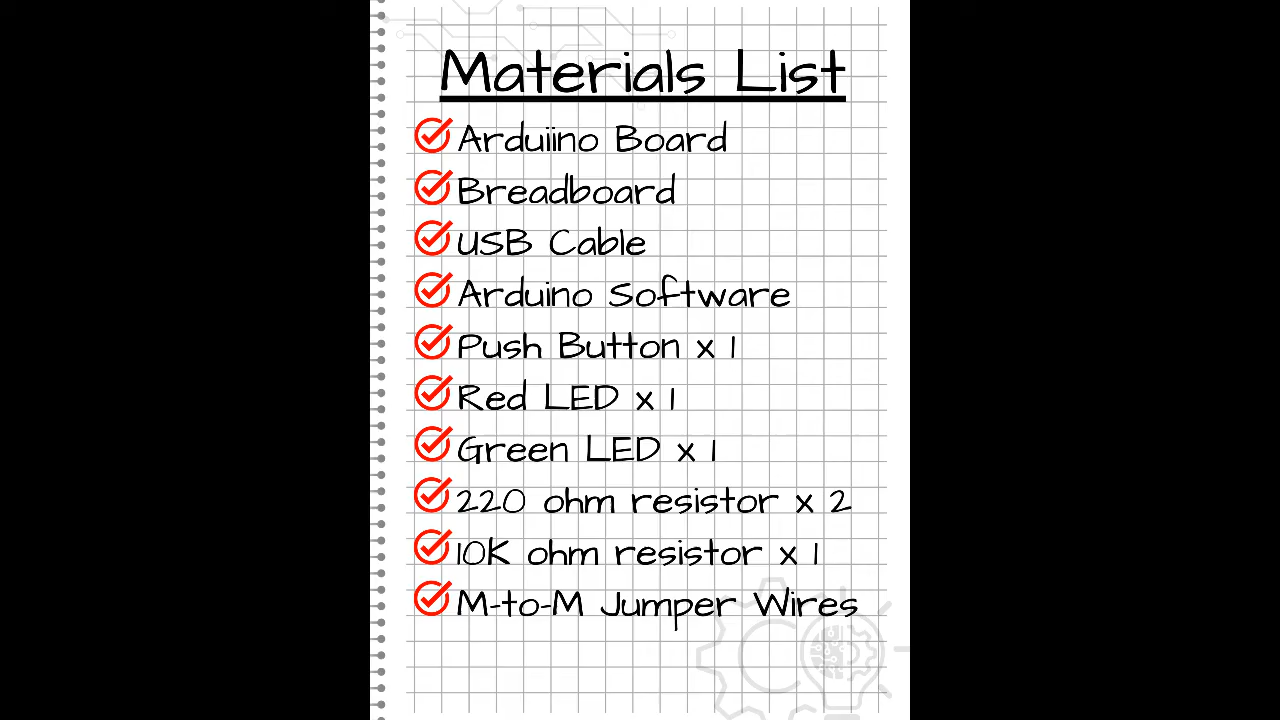 Materials List
Arduiino Board
Breadboard
USB Cable
Arduino Software
Push Button x 1
Red LED x 1
Green LED x 1
220 ohm resistor x 2
10K ohm resistor x 1
M-to-M Jumper Wires